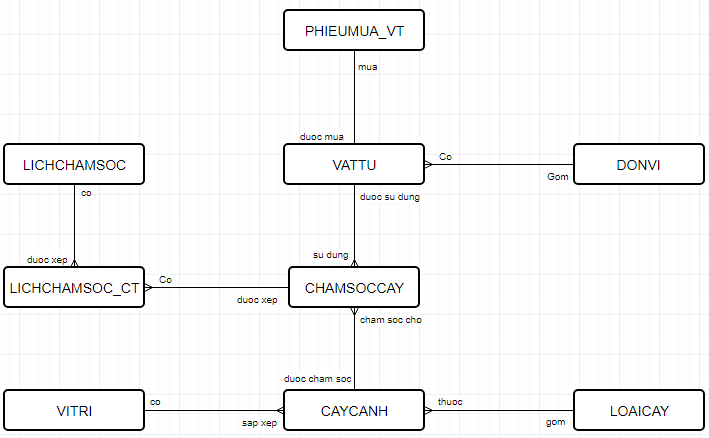 PHIEUMUA_VT
mua
duoc mua
LICHCHAMSOC
VATTU
Co
Gom
DONVI
co
duoc su dung
duoc xep
su dung
LICHCHAMSOC_CT
Co
duoc xep
CHAMSOCCAY
cham soc cho
duoc cham soc
VITRI
co
sap xep
CAYCANH
thuoc
gom
LOAICAY